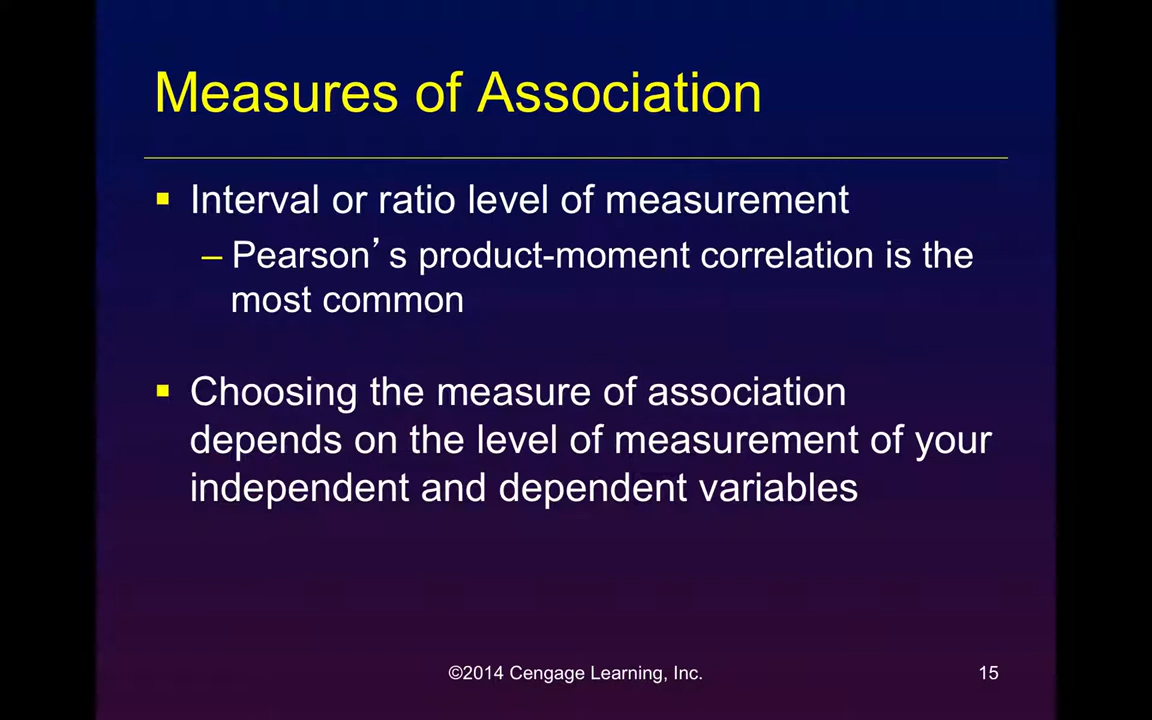 Measures of Association
▪ Interval or ratio level of measurement
– Pearson’s product-moment correlation is the
most common
▪ Choosing the measure of association
depends on the level of measurement of your
independent and dependent variables
©2014 Cengage Learning, Inc. 15